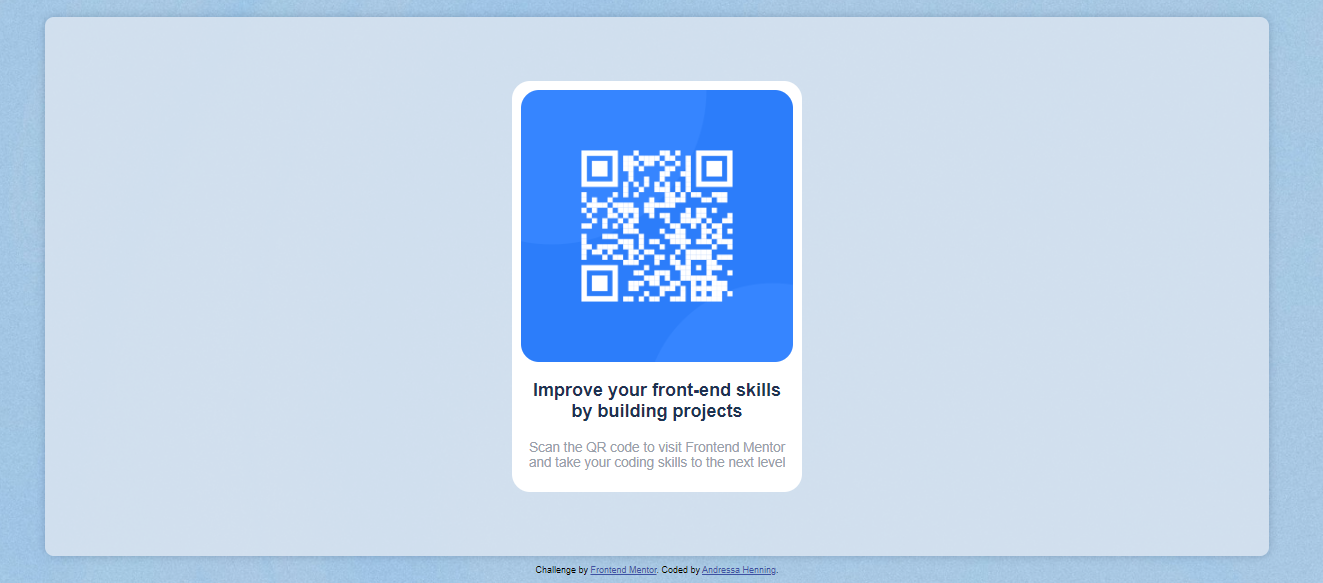 Improve your front-end skills
by building projects
Scan the QR code to visit Frontend Mentor
and take your coding skills to the next level
Challenge by Frontend Mentor. Coded by Andressa Henning.